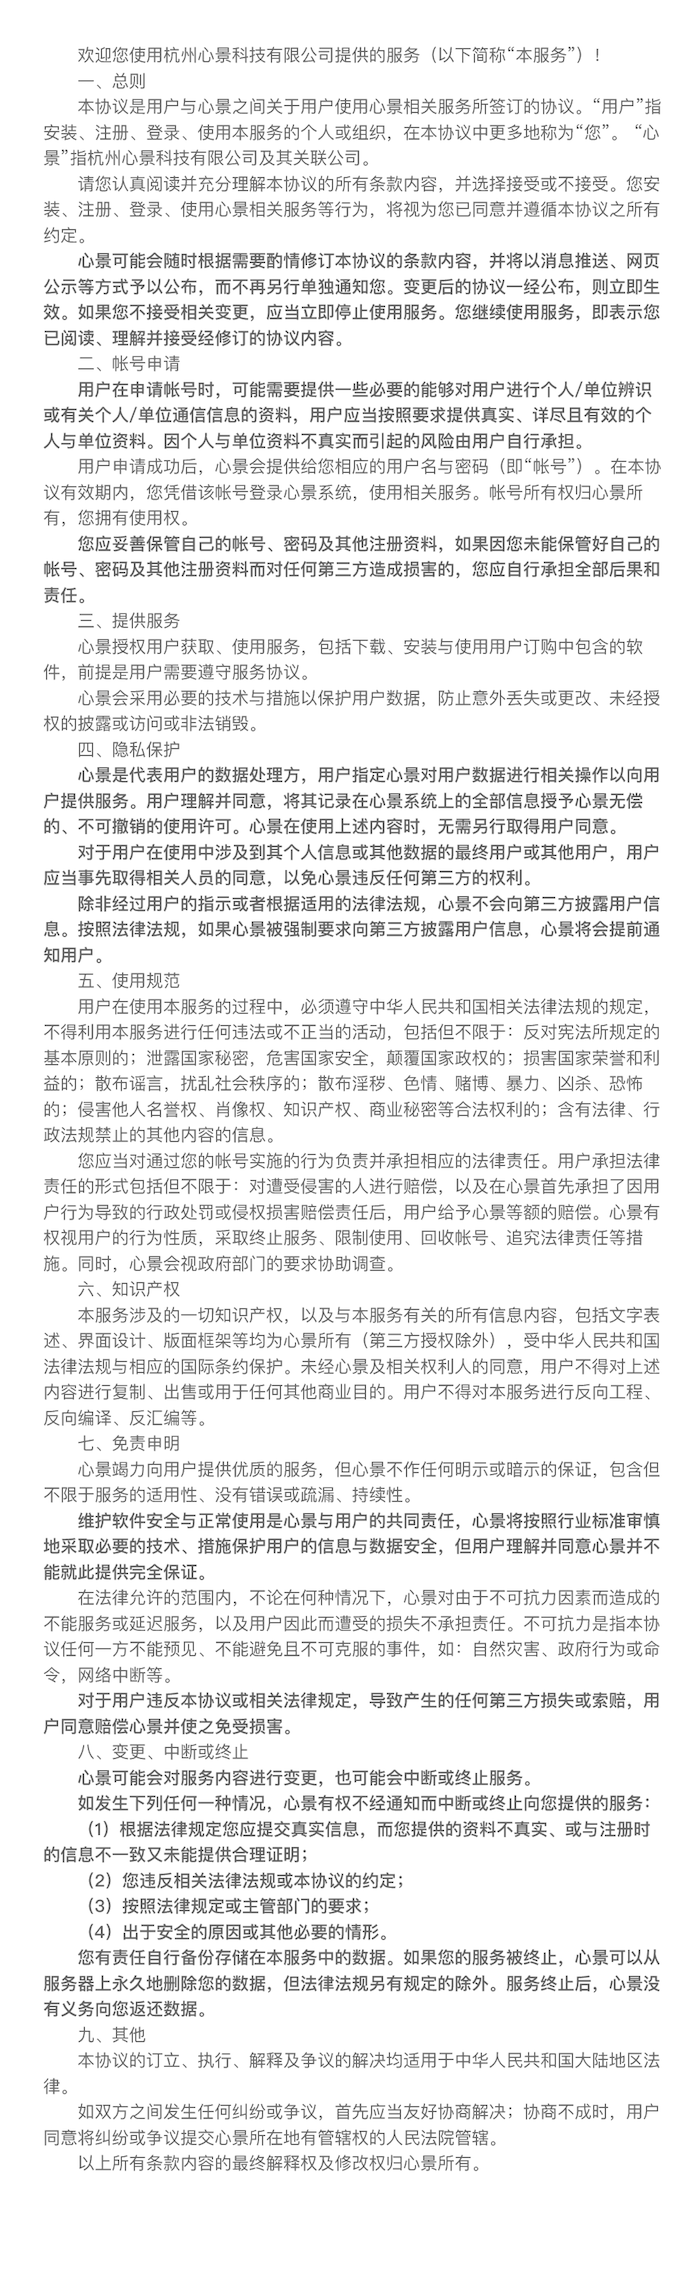 欢迎您使用杭州心景科技有限公司提供的服务（以下简称“本服务”）！
一、总则
本协议是用户与心景之间关于用户使用心景相关服务所签订的协议。“用户”指
安装、注册、登录、使用本服务的个人或组织，在本协议中更多地称为“您”。“心
景”指杭州心景科技有限公司及其关联公司。
请您认真阅读并充分理解本协议的所有条款内容，并选择接受或不接受。您安
装、注册、登录、使用心景相关服务等行为，将视为您已同意并遵循本协议之所有
约定。
心景可能会随时根据需要酌情修订本协议的条款内容，并将以消息推送、网页
公示等方式予以公布，而不再另行单独通知您。变更后的协议一经公布，则立即生
效。如果您不接受相关变更，应当立即停止使用服务。您继续使用服务，即表示您
已阅读、理解并接受经修订的协议内容。
二、帐号申请
用户在申请帐号时，可能需要提供一些必要的能够对用户进行个人/单位辨识
或有关个人/单位通信信息的资料，用户应当按照要求提供真实、详尽且有效的个
人与单位资料。因个人与单位资料不真实而引起的风险由用户自行承担。
用户申请成功后，心景会提供给您相应的用户名与密码（即“帐号”）。在本协
议有效期内，您凭借该帐号登录心景系统，使用相关服务。帐号所有权归心景所
有，您拥有使用权。
您应妥善保管自己的帐号、密码及其他注册资料，如果因您未能保管好自己的
帐号、密码及其他注册资料而对任何第三方造成损害的，您应自行承担全部后果和
责任。
三、提供服务
心景授权用户获取、使用服务，包括下载、安装与使用用户订购中包含的软
件，前提是用户需要遵守服务协议。
心景会采用必要的技术与措施以保护用户数据，防止意外丢失或更改、未经授
权的披露或访问或非法销毁。
四、隐私保护
心景是代表用户的数据处理方，用户指定心景对用户数据进行相关操作以向用
户提供服务。用户理解并同意，将其记录在心景系统上的全部信息授予心景无偿
的、不可撤销的使用许可。心景在使用上述内容时，无需另行取得用户同意。
对于用户在使用中涉及到其个人信息或其他数据的最终用户或其他用户，用户
应当事先取得相关人员的同意，以免心景违反任何第三方的权利。
除非经过用户的指示或者根据适用的法律法规，心景不会向第三方披露用户信
息。按照法律法规，如果心景被强制要求向第三方披露用户信息，心景将会提前通
知用户。
五、使用规范
用户在使用本服务的过程中，必须遵守中华人民共和国相关法律法规的规定，
不得利用本服务进行任何违法或不正当的活动，包括但不限于：反对宪法所规定的
基本原则的；泄露国家秘密，危害国家安全，颠覆国家政权的；损害国家荣誉和利
益的；散布谣言，扰乱社会秩序的；散布淫秽、色情、赌博、暴力、凶杀、恐怖
的；侵害他人名誉权、肖像权、知识产权、商业秘密等合法权利的；含有法律、行
政法规禁止的其他内容的信息。
您应当对通过您的帐号实施的行为负责并承担相应的法律责任。用户承担法律
责任的形式包括但不限于：对遭受侵害的人进行赔偿，以及在心景首先承担了因用
户行为导致的行政处罚或侵权损害赔偿责任后，用户给予心景等额的赔偿。心景有
权视用户的行为性质，采取终止服务、限制使用、回收帐号、追究法律责任等措
施。同时，心景会视政府部门的要求协助调查。
六、知识产权
本服务涉及的一切知识产权，以及与本服务有关的所有信息内容，包括文字表
述、界面设计、版面框架等均为心景所有（第三方授权除外），受中华人民共和国
法律法规与相应的国际条约保护。未经心景及相关权利人的同意，用户不得对上述
内容进行复制、出售或用于任何其他商业目的。用户不得对本服务进行反向工程、
反向编译、反汇编等。
七、免责申明
心景竭力向用户提供优质的服务，但心景不作任何明示或暗示的保证，包含但
不限于服务的适用性、没有错误或疏漏、持续性。
维护软件安全与正常使用是心景与用户的共同责任，心景将按照行业标准审慎
地采取必要的技术、措施保护用户的信息与数据安全，但用户理解并同意心景并不
能就此提供完全保证。
在法律允许的范围内，不论在何种情况下，心景对由于不可抗力因素而造成的
不能服务或延迟服务，以及用户因此而遭受的损失不承担责任。不可抗力是指本协
议任何一方不能预见、不能避免且不可克服的事件，如：自然灾害、政府行为或命
令，网络中断等。
对于用户违反本协议或相关法律规定，导致产生的任何第三方损失或索赔，用
户同意赔偿心景并使之免受损害。
八、变更、中断或终止
心景可能会对服务内容进行变更，也可能会中断或终止服务。
如发生下列任何一种情况，心景有权不经通知而中断或终止向您提供的服务：
（1）根据法律规定您应提交真实信息，而您提供的资料不真实、或与注册时
的信息不一致又未能提供合理证明；
（2）您违反相关法律法规或本协议的约定；
（3）按照法律规定或主管部门的要求；
（4）出于安全的原因或其他必要的情形。
您有责任自行备份存储在本服务中的数据。如果您的服务被终止，心景可以从
服务器上永久地删除您的数据，但法律法规另有规定的除外。服务终止后，心景没
有义务向您返还数据。
九、其他
本协议的订立、执行、解释及争议的解决均适用于中华人民共和国大陆地区法
律。
如双方之间发生任何纠纷或争议，首先应当友好协商解决；协商不成时，用户
同意将纠纷或争议提交心景所在地有管辖权的人民法院管辖。
以上所有条款内容的最终解释权及修改权归心景所有。